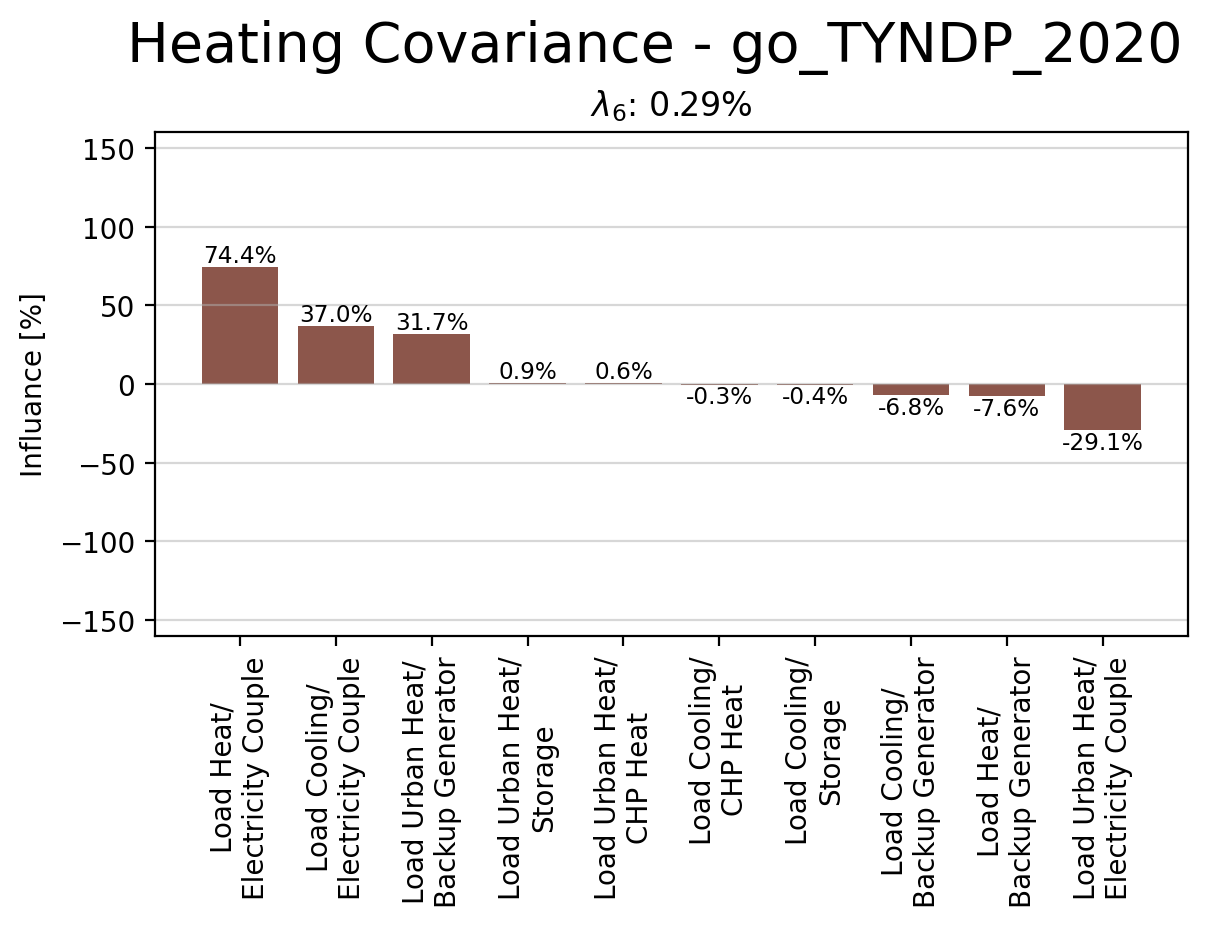 Heating Covariance - go_TYNDP_2020
λ6: 0.29%
Influance [%]
150
100
50
0
−50
−100
−150
74.4%
37.0%
31.7%
0.9%
0.6%
-0.3%
-0.4%
-6.8%
-7.6%
-29.1%
Load Heat/
Electricity Couple
Load Cooling/
Electricity Couple
Load Urban Heat/
Backup Generator
Load Urban Heat/
Storage
Load Urban Heat/
CHP Heat
Load Cooling/
CHP Heat
Load Cooling/
Storage
Load Cooling/
Backup Generator
Load Heat/
Backup Generator
Load Urban Heat/
Electricity Couple